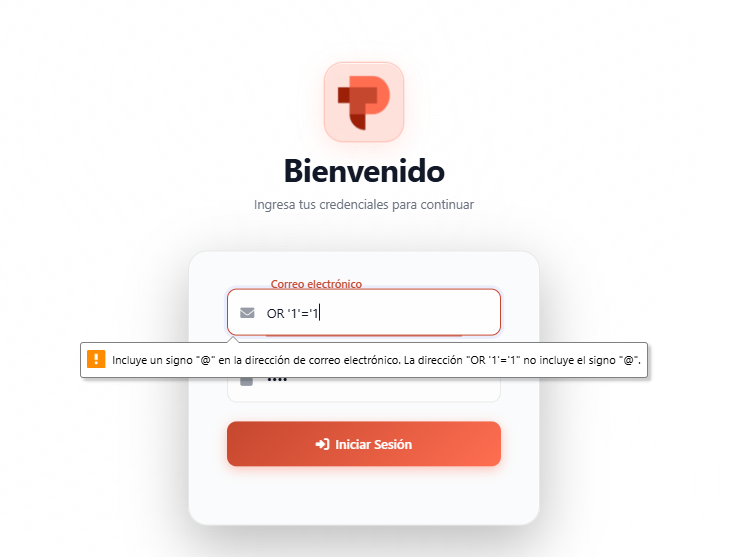 Bienvenido
Ingresa tus credenciales para continuar
Correo electrónico
OR '1'='1
Incluye un signo "@" en la dirección de correo electrónico. La dirección "OR '1'='1" no incluye el signo "@".
Iniciar Sesión